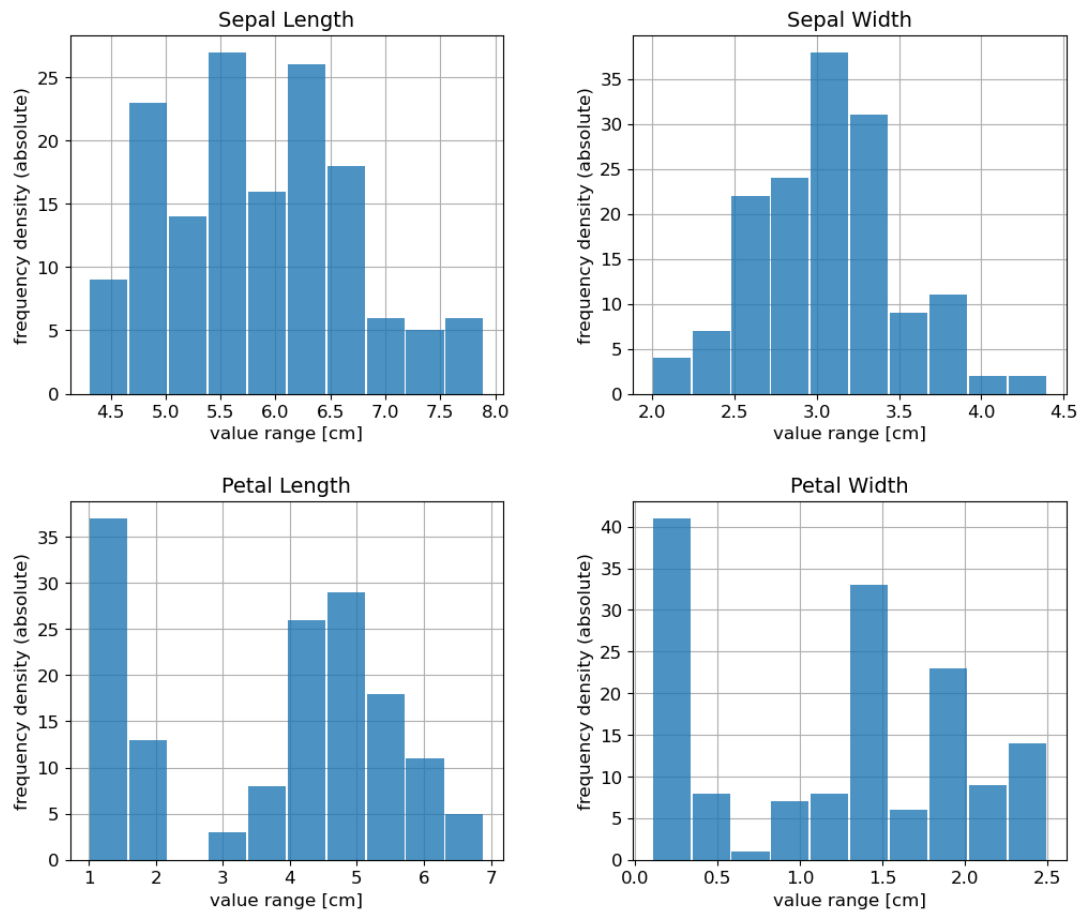 Sepal Length
frequency density (absolute)
25
20
15
10
5
0
4.5 5.0 5.5 6.0 6.5 7.0 7.5 8.0
value range [cm]
Sepal Width
frequency density (absolute)
35
30
25
20
15
10
5
0
2.0 2.5 3.0 3.5 4.0 4.5
value range [cm]
Petal Length
frequency density (absolute)
35
30
25
20
15
10
5
0
1 2 3 4 5 6 7
value range [cm]
Petal Width
frequency density (absolute)
40
35
30
25
20
15
10
5
0
0.0 0.5 1.0 1.5 2.0 2.5
value range [cm]